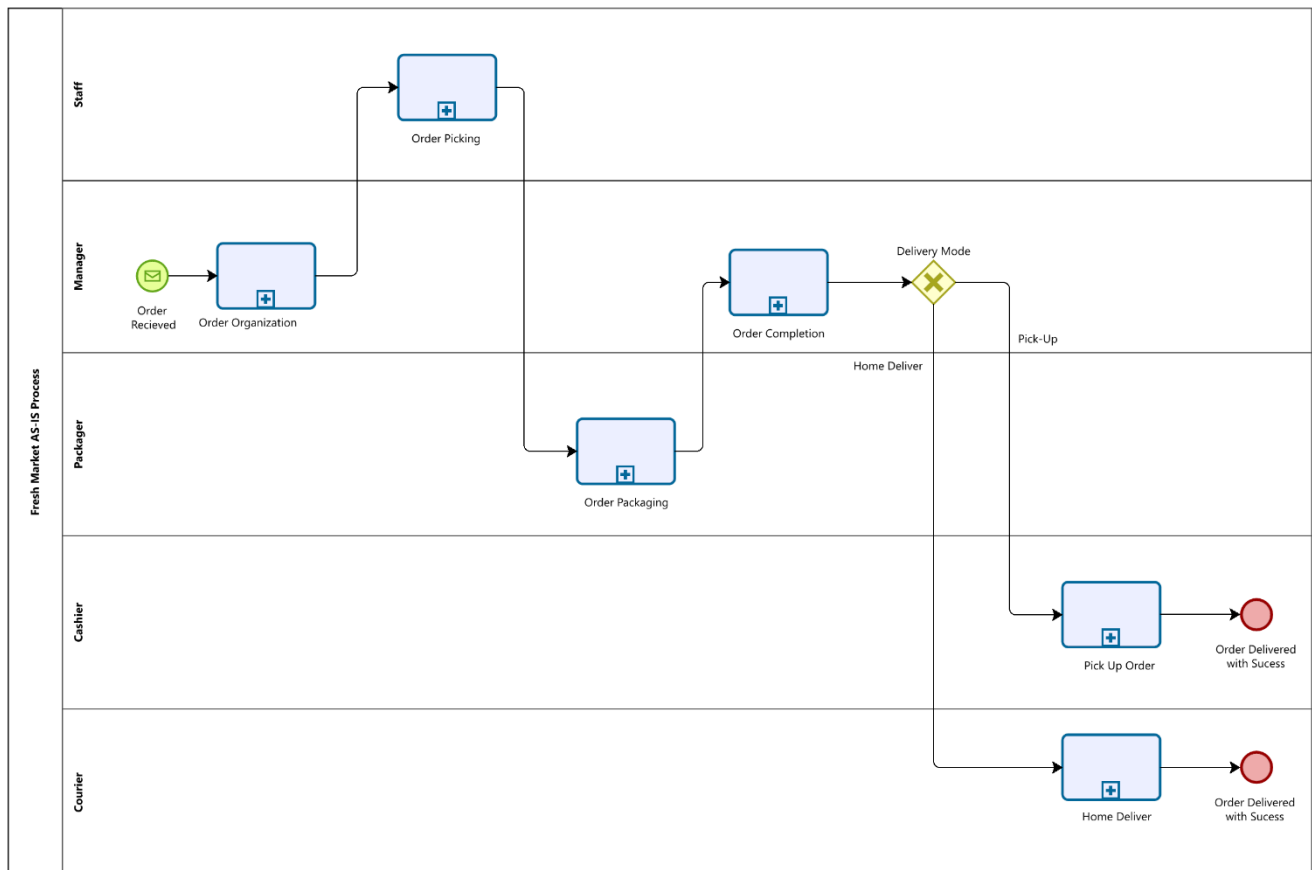 Fresh Market AS-IS Process
Staff
Order Picking
Manager
Order
Recieved
Order Organization
Order Completion
Delivery Mode
Pick-Up
Home Deliver
Packager
Order Packaging
Cashier
Pick Up Order
Order Delivered
with Sucess
Courier
Home Deliver
Order Delivered
with Sucess